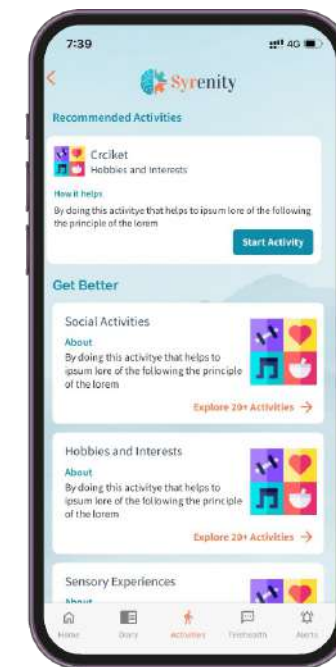 7:39
4G
Syrenity
Recommended Activities
Crciket
Hobbies and Interests
How it helps
By doing this activitye that helps to ipsum lore of the following
the principle of the lorem
Start Activity
Get Better
Social Activities
About
By doing this activitye that helps to
ipsum lore of the following the principle
of the lorem
Explore 20+ Activities →
Hobbies and Interests
About
By doing this activitye that helps to
ipsum lore of the following the principle
of the lorem
Explore 20+ Activities →
Sensory Experiences
About
Home
Diary
Activities
Telehealth
Alerts